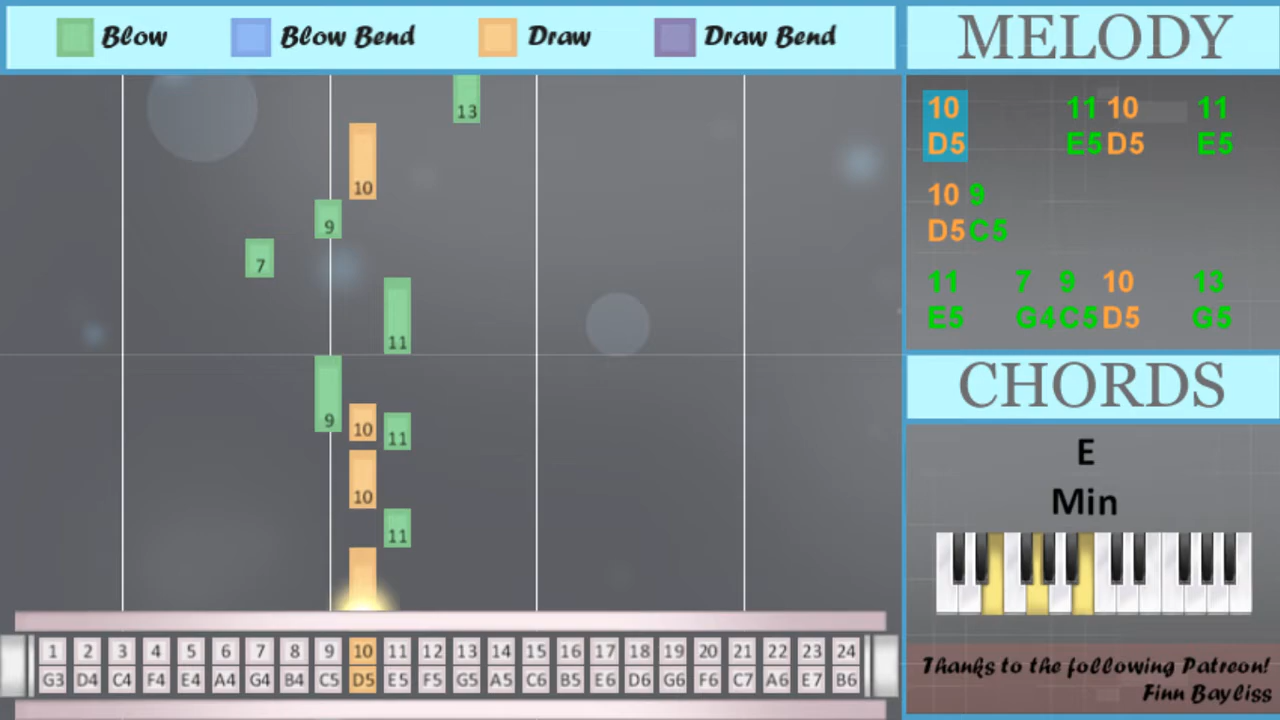 Blow Blow Bend Draw Draw Bend
13
10
9
7
11
9
10
11
10
11
1 2 3 4 5 6 7 8 9 10 11 12 13 14 15 16 17 18 19 20 21 22 23 24
G3 D4 C4 F4 E4 A4 G4 B4 C5 D5 E5 F5 G5 A5 C6 B5 E6 D6 G6 F6 C7 A6 E7 B6
MELODY
10 11 10 11
D5 E5 D5 E5
10 9
D5 C5
11 7 9 10 13
E5 G4 C5 D5 G5
CHORDS
E
Min
Thanks to the following Patreon!
Finn Bayliss